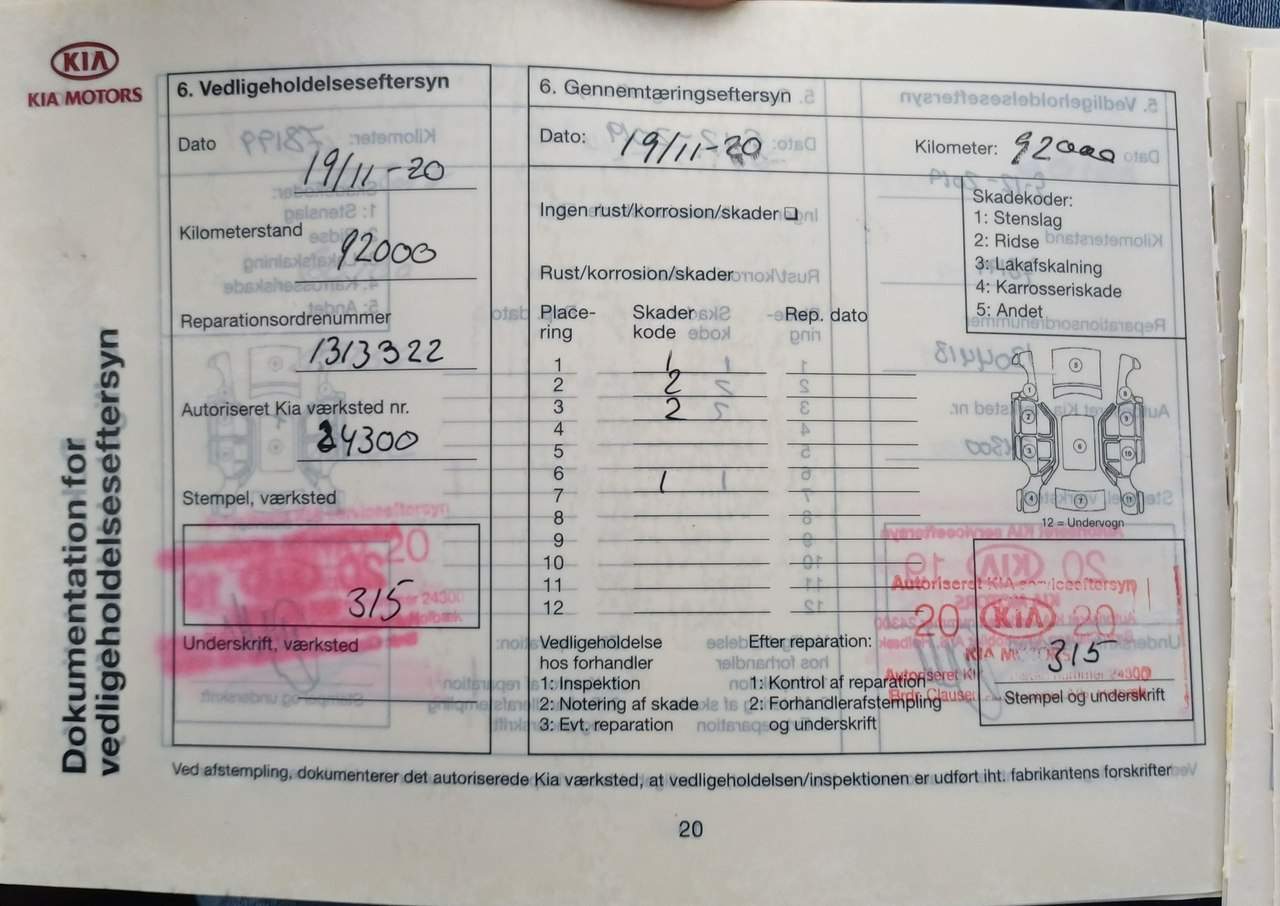 KIA
KIA MOTORS
Dokumentation for
vedligeholdelseseftersyn
6. Vedligeholdelseseftersyn
Dato
19/11-20
Kilometerstand
92000
Reparationsordrenummer
1313322
Autoriseret Kia værksted nr.
24300
Stempel, værksted
20
315
Underskrift, værksted
6. Gennemtæringseftersyn
Dato: 19/11-20
Kilometer: 92000
Ingen rust/korrosion/skader ❏
Rust/korrosion/skader
Place-
ring
Skader
kode
Rep. dato
1 1
2 2
3 2
4
5
6
7 1
8
9
10
11
12
Skadekoder:
1: Stenslag
2: Ridse
3: Lakafskalning
4: Karrosseriskade
5: Andet
12 = Undervogn
Vedligeholdelse
hos forhandler
1: Inspektion
2: Notering af skade
3: Evt. reparation
Efter reparation:
1: Kontrol af reparation
2: Forhandlerafstempling
og underskrift
Autoriseret KIA serviceeftersyn
20 KIA 20
315
24300
Stempel og underskrift
Ved afstempling, dokumenterer det autoriserede Kia værksted, at vedligeholdelsen/inspektionen er udført iht. fabrikantens forskrifter
20